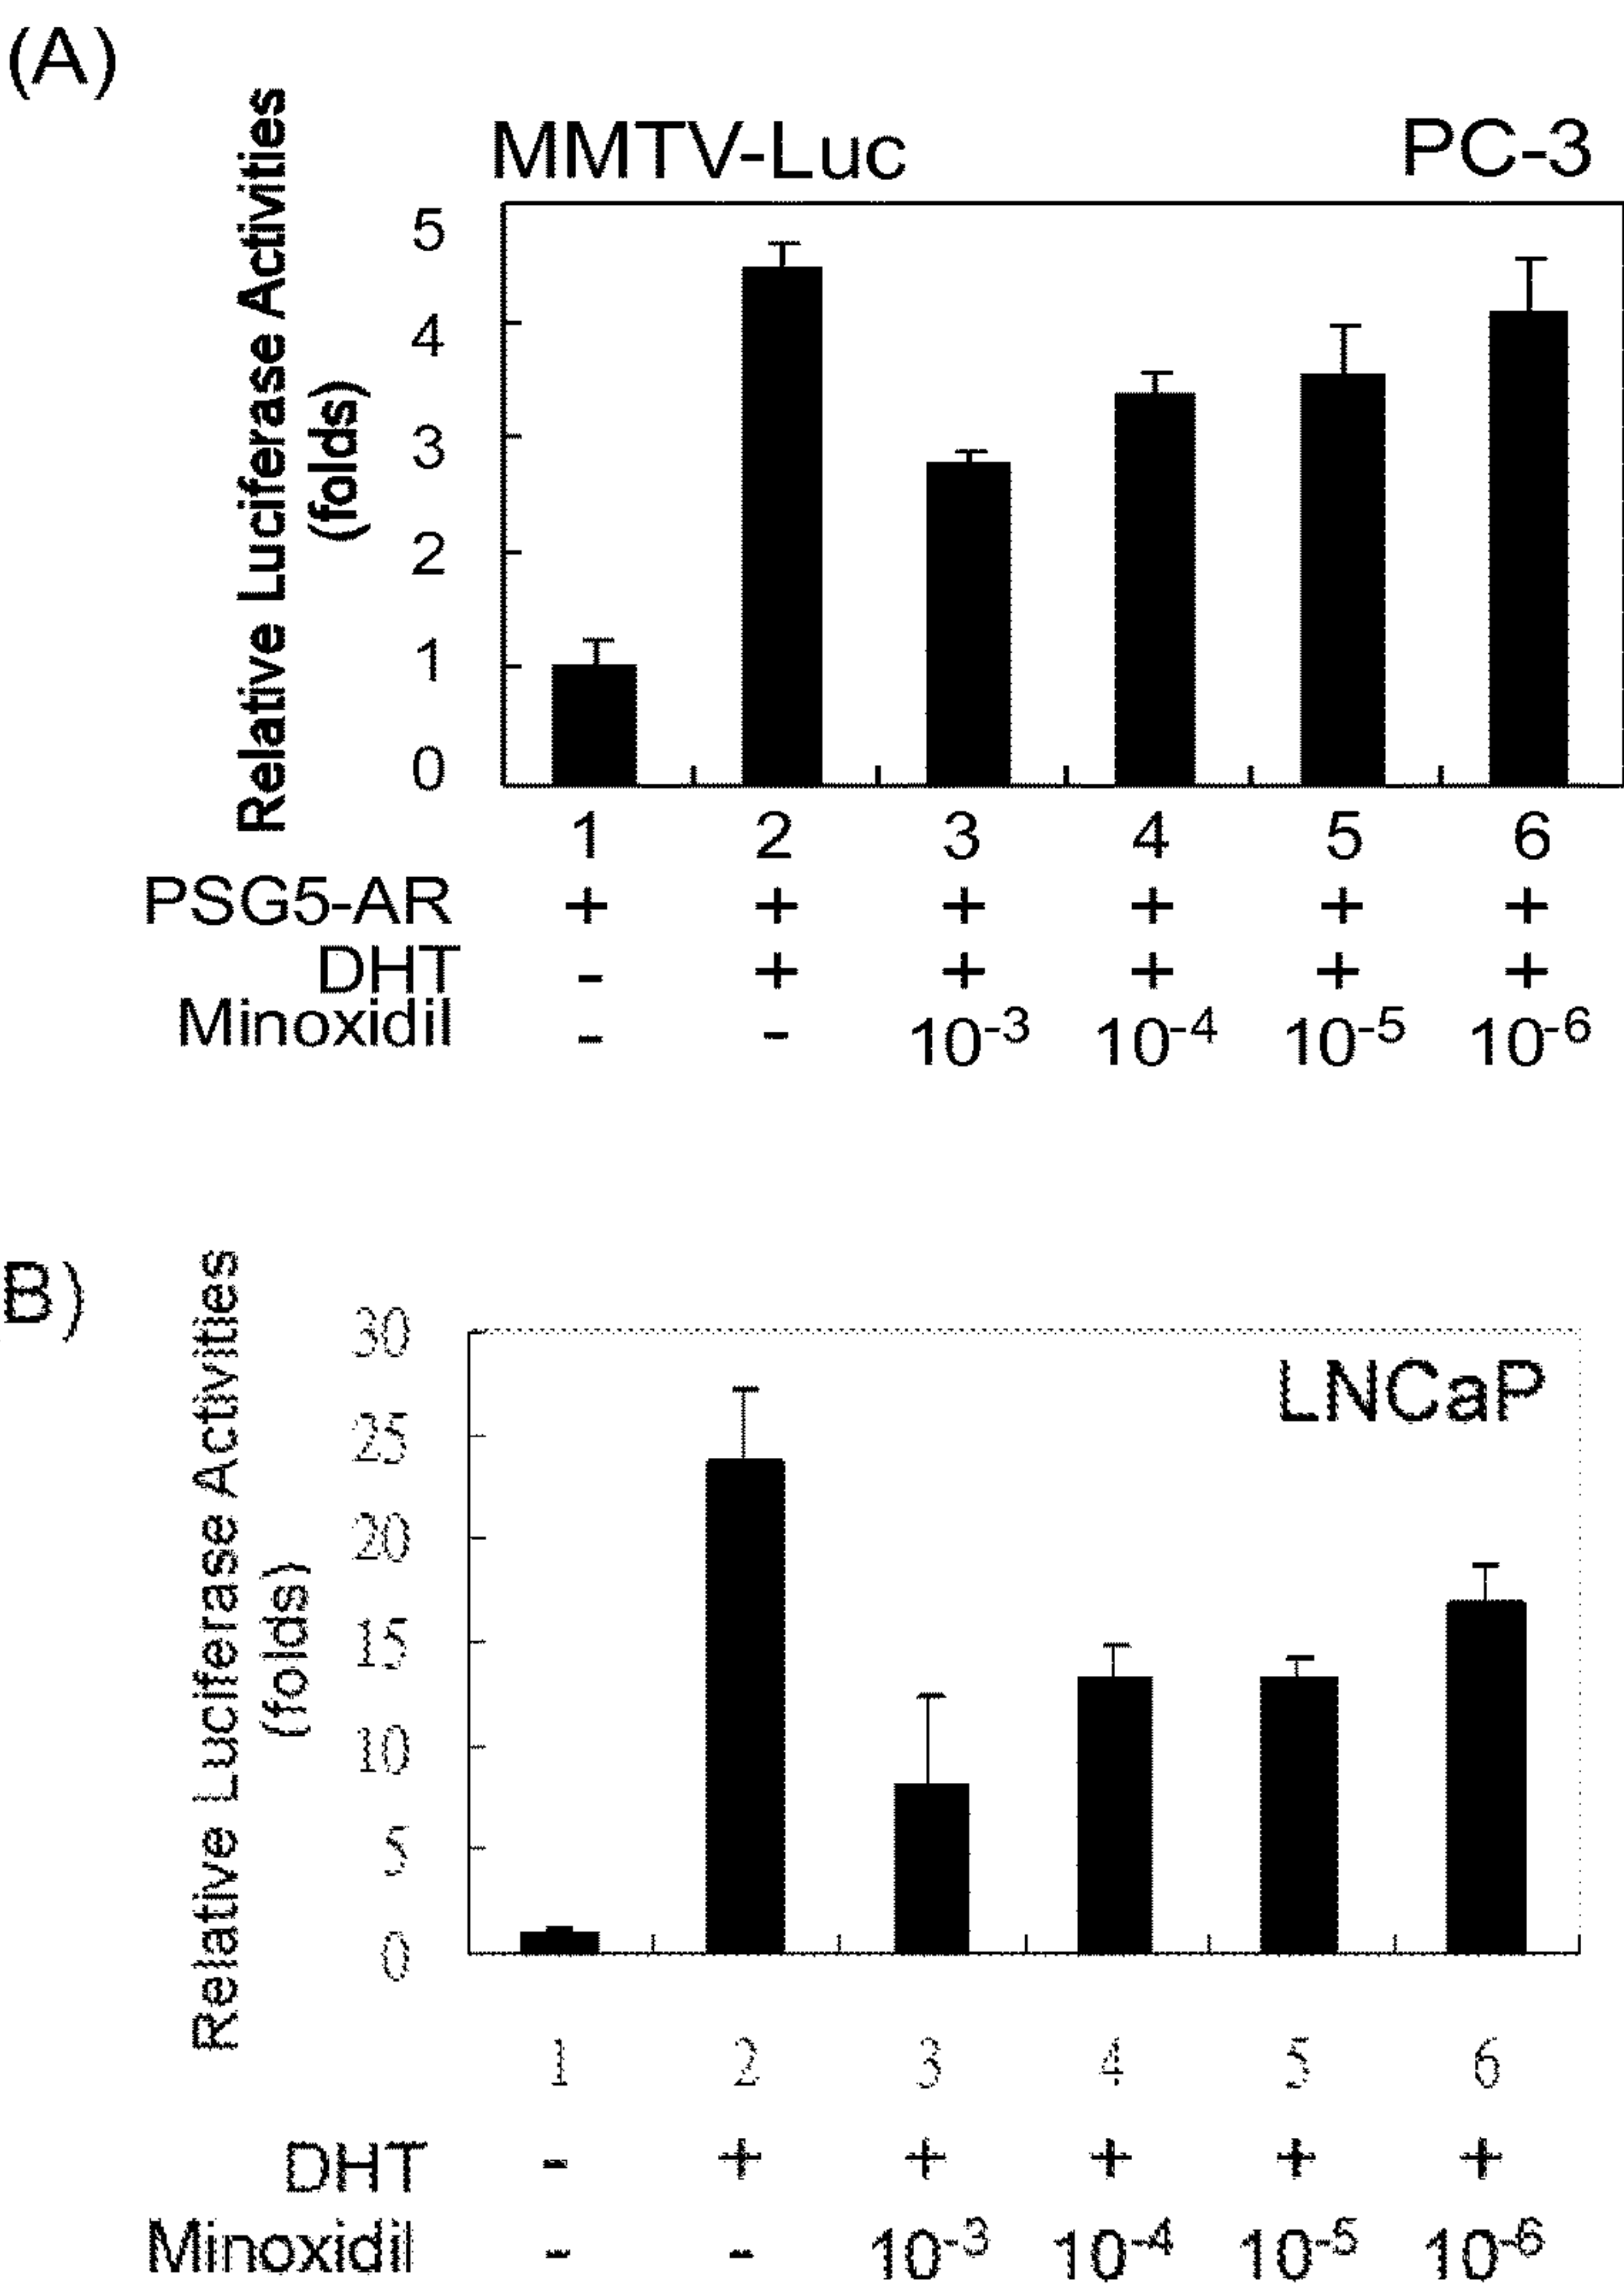 (A)
Relative Luciferase Activities
(folds)
MMTV-Luc PC-3
5
4
3
2
1
0
1 2 3 4 5 6
PSG5-AR + + + + + +
DHT - + + + + +
Minoxidil - - 10-3 10-4 10-5 10-6
B)
Relative Luciferase Activities
(folds)
LNCaP
30
25
20
15
10
5
0
1 2 3 4 5 6
DHT - + + + + +
Minoxidil - - 10-3 10-4 10-5 10-6